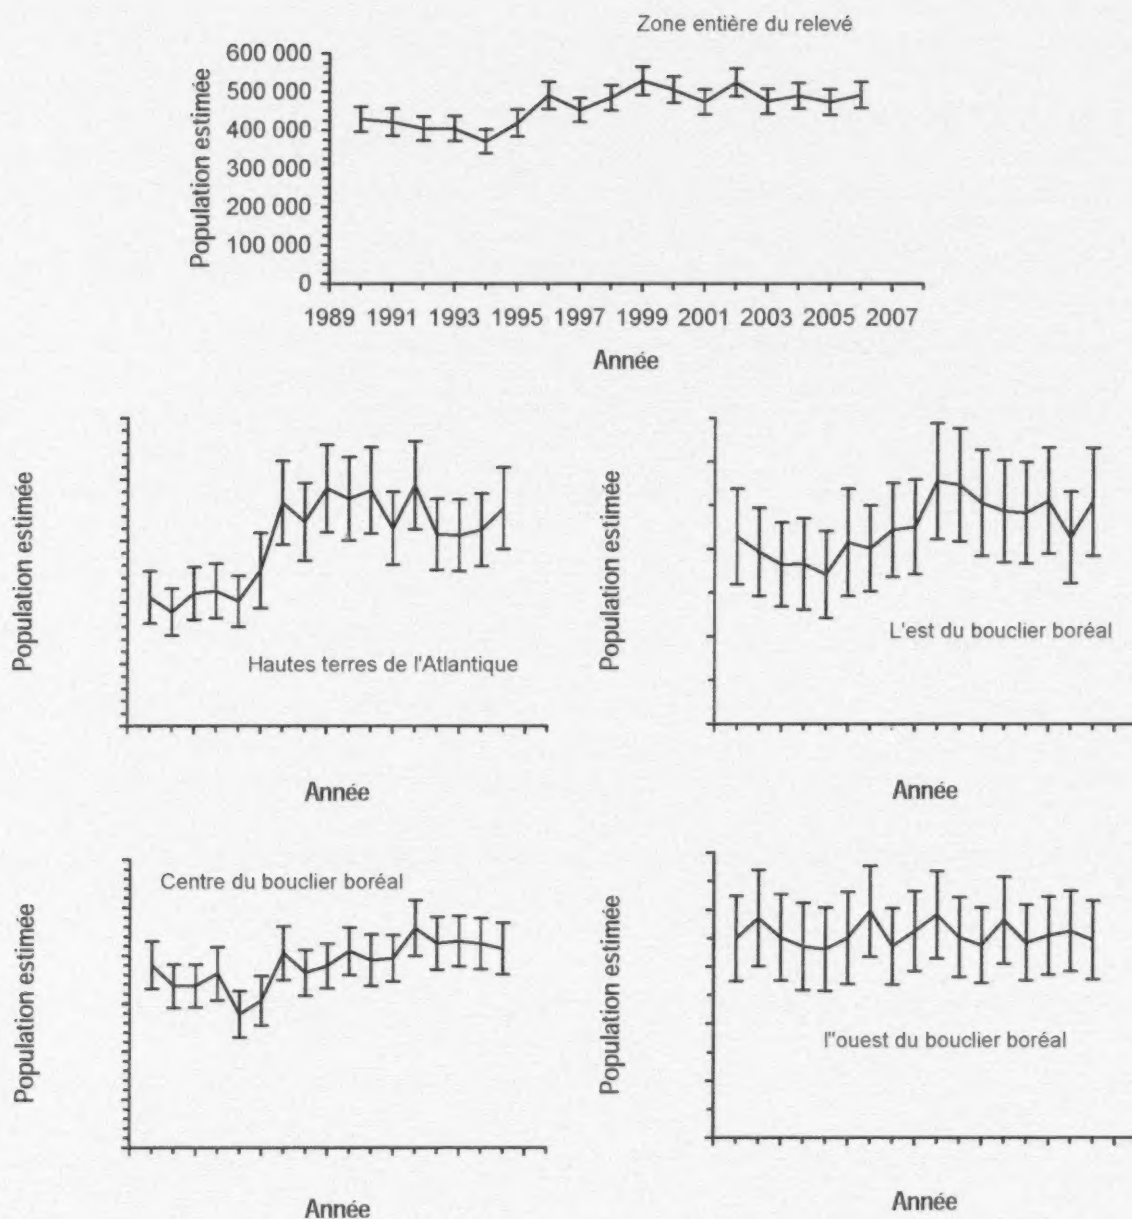 Zone entière du relevé
Population estimée
600 000
500 000
400 000
300 000
200 000
100 000
0
1989 1991 1993 1995 1997 1999 2001 2003 2005 2007
Année
Population estimée
Hautes terres de l'Atlantique
Année
Population estimée
L'est du bouclier boréal
Année
Population estimée
Centre du bouclier boréal
Année
Population estimée
l"ouest du bouclier boréal
Année